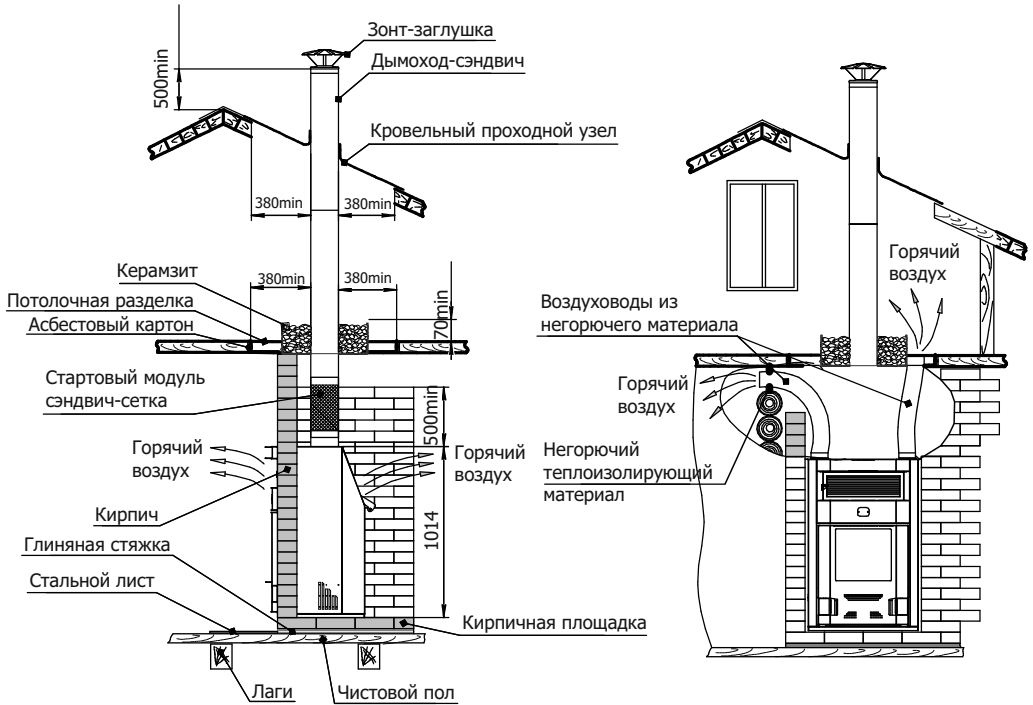 Зонт-заглушка
Дымоход-сэндвич
500min
Кровельный проходной узел
380min
380min
Керамзит
380min
380min
Потолочная разделка
Асбестовый картон
70min
Стартовый модуль
сэндвич-сетка
500min
Горячий
воздух
Горячий
воздух
Кирпич
1014
Глиняная стяжка
Стальной лист
Кирпичная площадка
Лаги
Чистовой пол
Горячий
воздух
Воздуховоды из
негорючего материала
Горячий
воздух
Негорючий
теплоизолирующий
материал